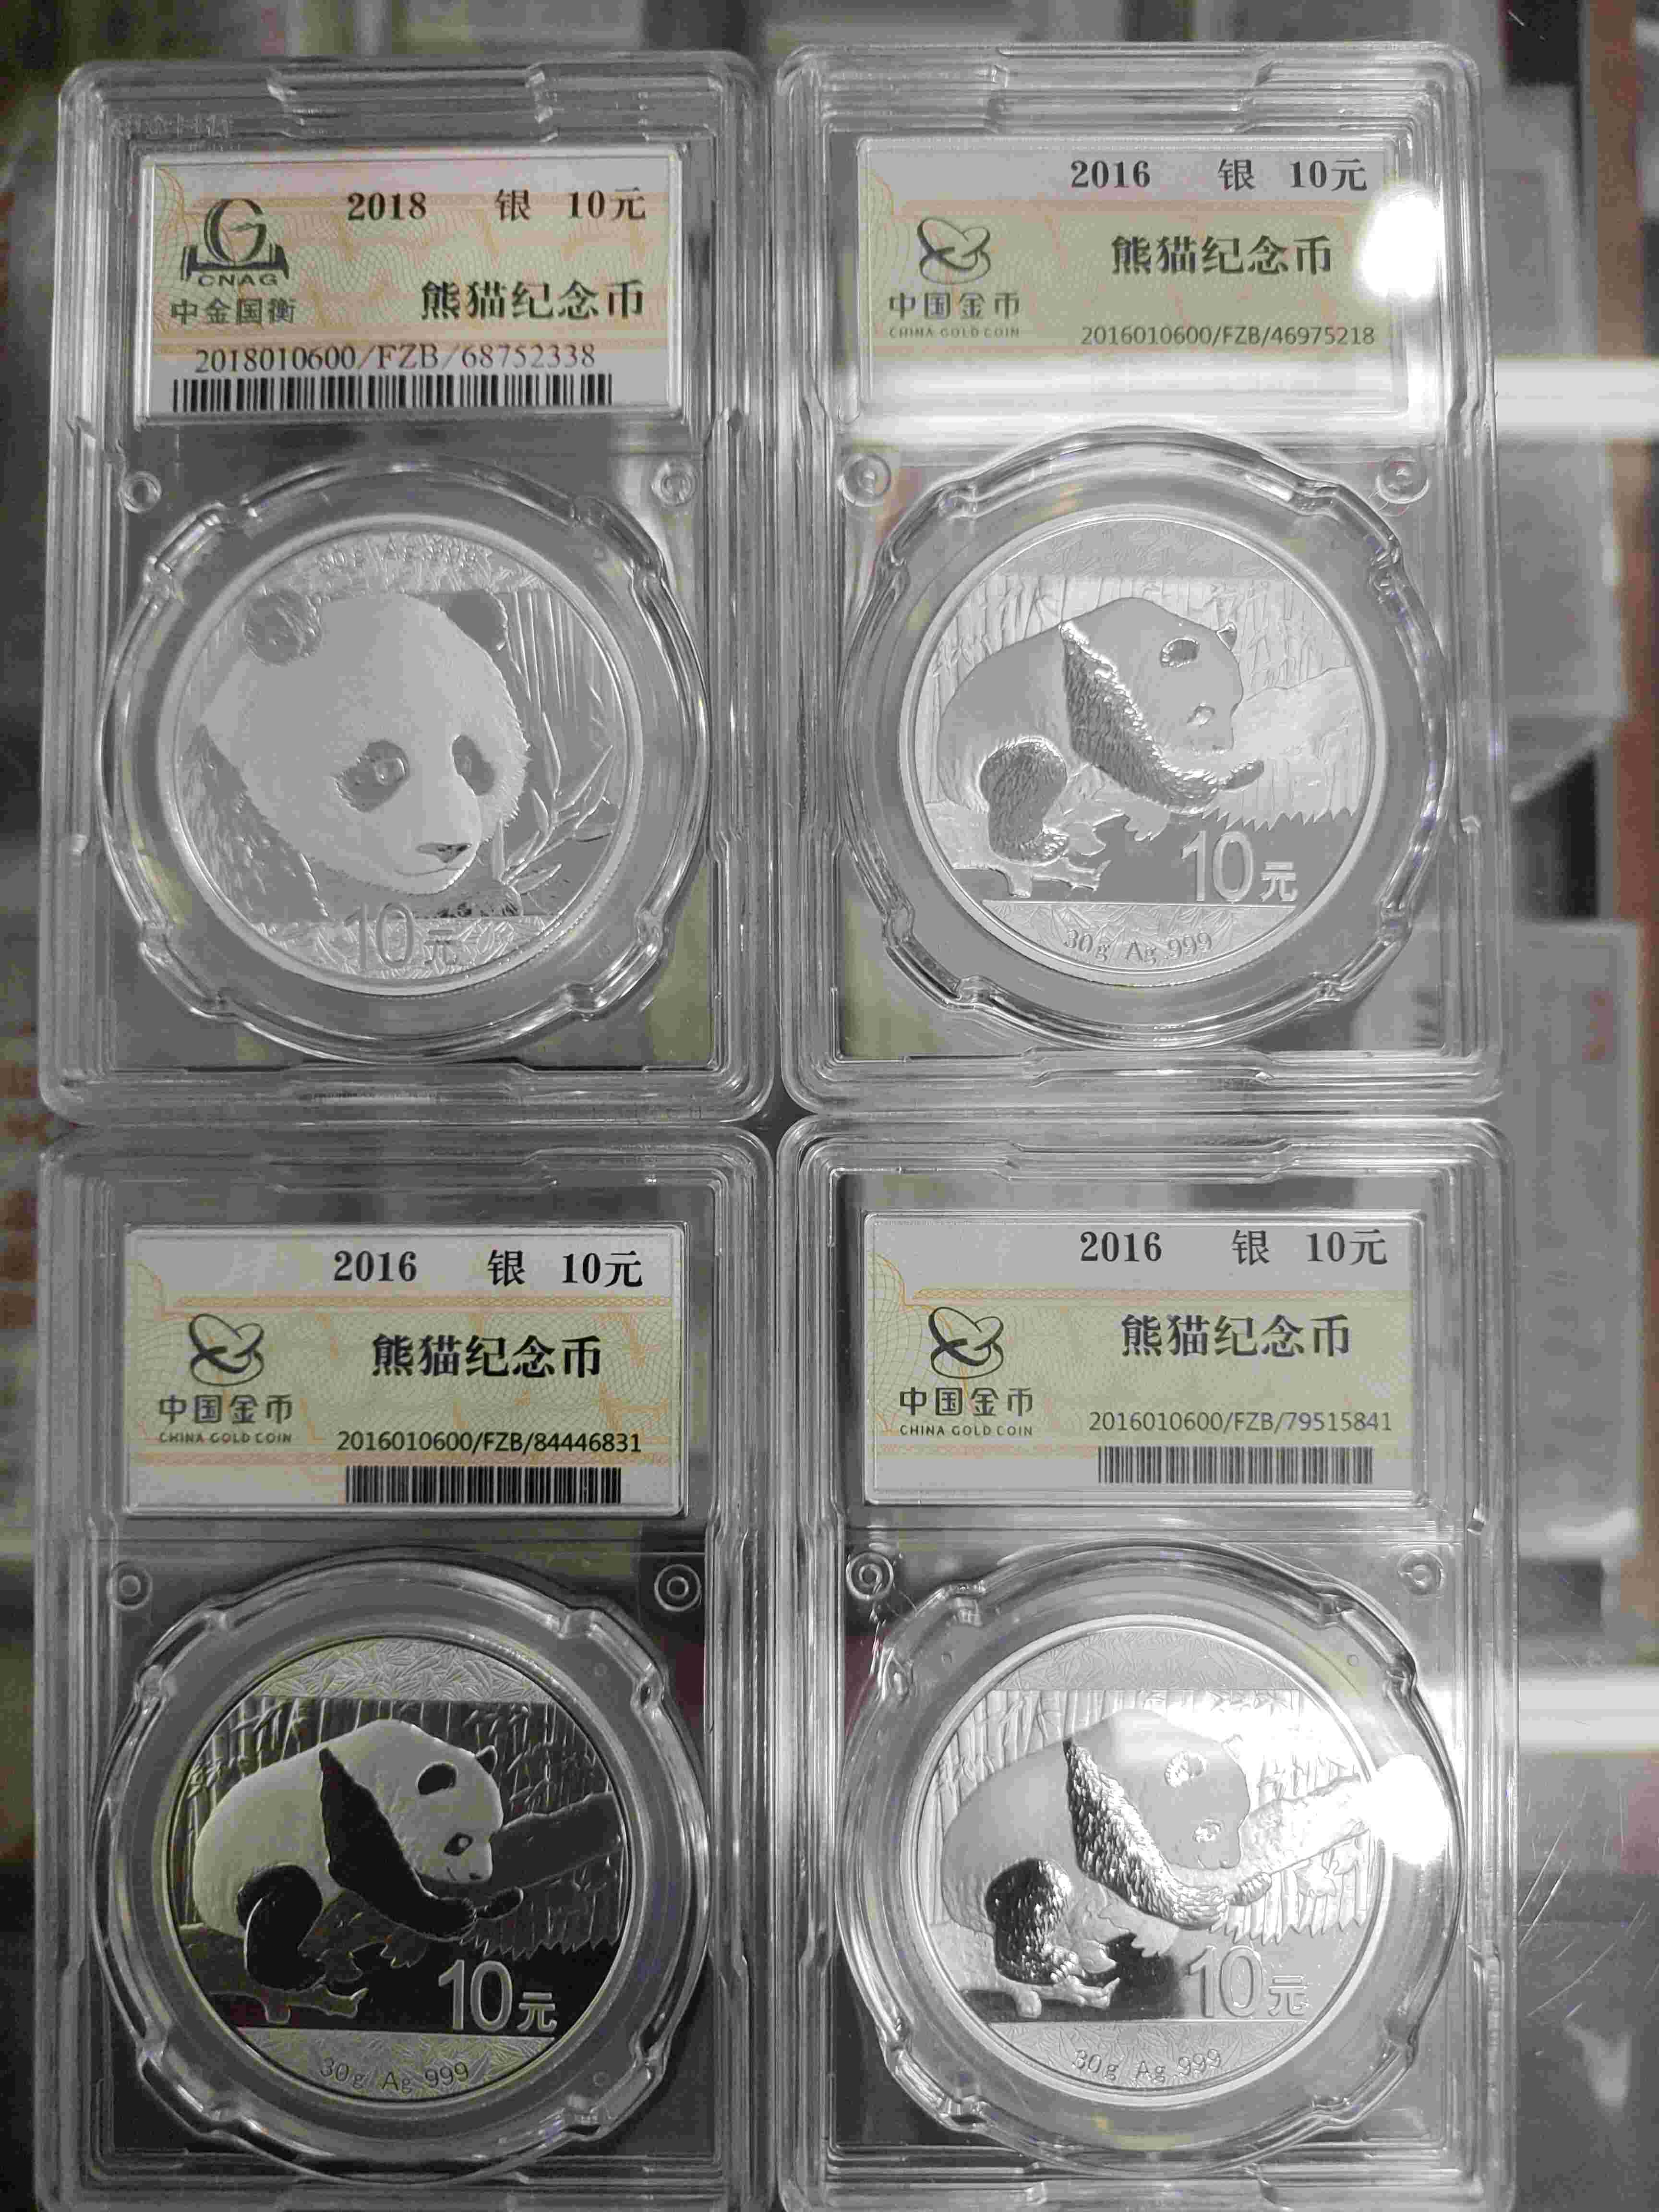 2018 银 10元
CNAG
中金国衡
熊猫纪念币
2018010600/FZB/68752338
30g Ag 999
10元
2016 银 10元
熊猫纪念币
中国金币
CHINA GOLD COIN
2016010600/FZB/46975218
10元
30g Ag 999
2016 银 10元
熊猫纪念币
中国金币
CHINA GOLD COIN
2016010600/FZB/84446831
10元
30g Ag 999
2016 银 10元
熊猫纪念币
中国金币
CHINA GOLD COIN
2016010600/FZB/79515841
10元
30g Ag 999